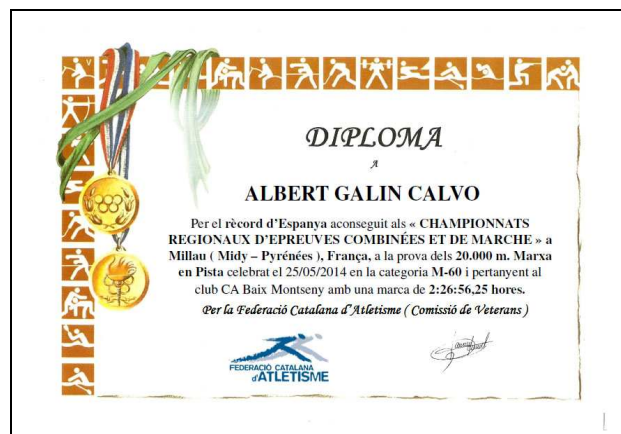 DIPLOMA
A
ALBERT GALIN CALVO
Per el rècord d'Espanya aconseguit als « CHAMPIONNATS
REGIONAUX D'EPREUVES COMBINÉES ET DE MARCHE » a
Millau ( Midy – Pyrénées ), França, a la prova dels 20.000 m. Marxa
en Pista celebrat el 25/05/2014 en la categoria M-60 i pertanyent al
club CA Baix Montseny amb una marca de 2:26:56,25 hores.
Per la Federació Catalana d'Atletisme ( Comissió de Veterans )
FEDERACIÓ CATALANA
d'ATLETISME